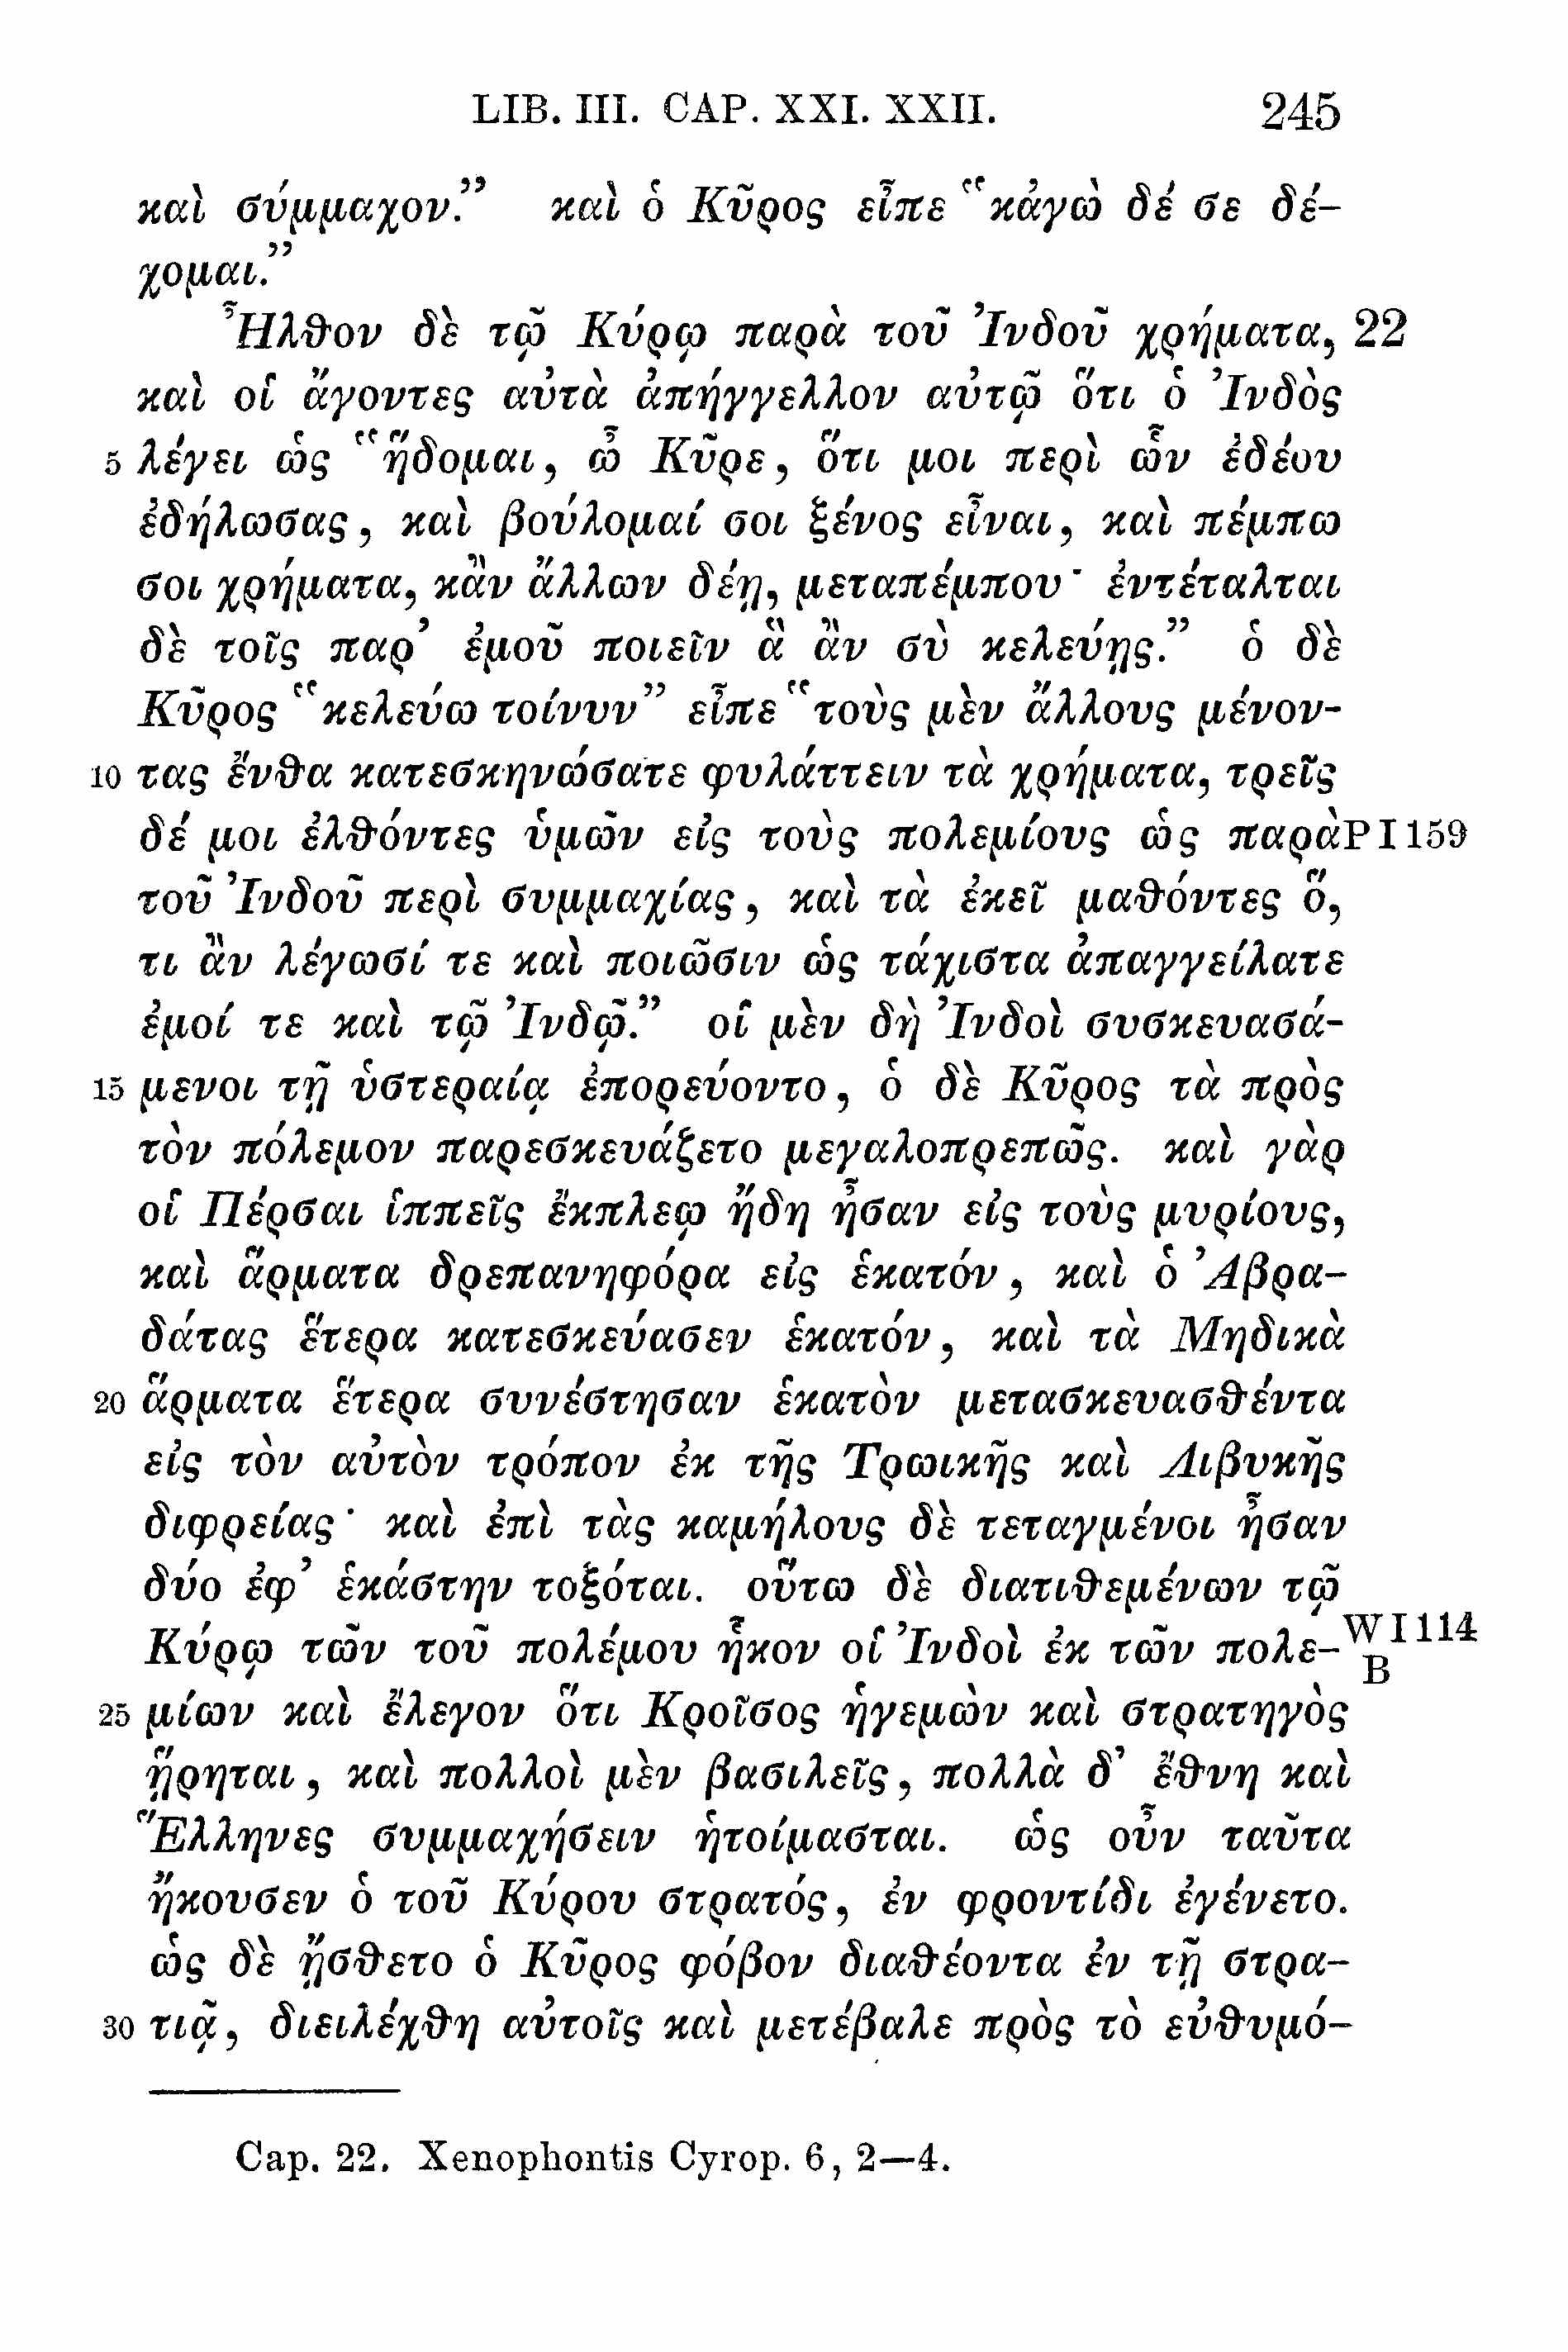 LIB. III. CAP. XXI. XXII. 245
καὶ σύμμαχον.” καὶ ὁ Κῦρος εἶπε “κἀγὼ δέ σε δέ-
χομαι.”
Ἦλθον δὲ τῷ Κύρῳ παρὰ τοῦ Ἰνδοῦ χρήματα, 22
καὶ οἱ ἄγοντες αὐτὰ ἀπήγγελλον αὐτῷ ὅτι ὁ Ἰνδὸς
5 λέγει ὡς “ἥδομαι, ὦ Κῦρε, ὅτι μοι περὶ ὧν ἐδέου
ἐδήλωσας, καὶ βούλομαί σοι ξένος εἶναι, καὶ πέμπω
σοι χρήματα, κἂν ἄλλων δέῃ, μεταπέμπου· ἐντέταλται
δὲ τοῖς παρ’ ἐμοῦ ποιεῖν ἃ ἂν σὺ κελεύῃς.” ὁ δὲ
Κῦρος “κελεύω τοίνυν” εἶπε “τοὺς μὲν ἄλλους μένον-
10 τας ἔνθα κατεσκηνώσατε φυλάττειν τὰ χρήματα, τρεῖς
δέ μοι ἐλθόντες ὑμῶν εἰς τοὺς πολεμίους ὡς παρὰ P I 159
τοῦ Ἰνδοῦ περὶ συμμαχίας, καὶ τὰ ἐκεῖ μαθόντες ὅ,
τι ἂν λέγωσί τε καὶ ποιῶσιν ὡς τάχιστα ἀπαγγείλατε
ἐμοί τε καὶ τῷ Ἰνδῷ.” οἱ μὲν δὴ Ἰνδοὶ συσκευασά-
15 μενοι τῇ ὑστεραίᾳ ἐπορεύοντο, ὁ δὲ Κῦρος τὰ πρὸς
τὸν πόλεμον παρεσκευάζετο μεγαλοπρεπῶς. καὶ γὰρ
οἱ Πέρσαι ἱππεῖς ἔκπλεῳ ἤδη ἦσαν εἰς τοὺς μυρίους,
καὶ ἅρματα δρεπανηφόρα εἰς ἑκατόν, καὶ ὁ Ἀβρα-
δάτας ἕτερα κατεσκεύασεν ἑκατόν, καὶ τὰ Μηδικὰ
20 ἅρματα ἕτερα συνέστησαν ἑκατὸν μετασκευασθέντα
εἰς τὸν αὐτὸν τρόπον ἐκ τῆς Τρωικῆς καὶ Λιβυκῆς
διφρείας· καὶ ἐπὶ τὰς καμήλους δὲ τεταγμένοι ἦσαν
δύο ἐφ’ ἑκάστην τοξόται. οὕτω δὲ διατιθεμένων τῷ
Κύρῳ τῶν τοῦ πολέμου ἧκον οἱ Ἰνδοὶ ἐκ τῶν πολε- W I 114
B
25 μίων καὶ ἔλεγον ὅτι Κροῖσος ἡγεμὼν καὶ στρατηγὸς
ᾕρηται, καὶ πολλοὶ μὲν βασιλεῖς, πολλὰ δ’ ἔθνη καὶ
Ἕλληνες συμμαχήσειν ἡτοίμασται. ὡς οὖν ταῦτα
ἤκουσεν ὁ τοῦ Κύρου στρατός, ἐν φροντίδι ἐγένετο.
ὡς δὲ ᾔσθετο ὁ Κῦρος φόβον διαθέοντα ἐν τῇ στρα-
30 τιᾷ, διειλέχθη αὐτοῖς καὶ μετέβαλε πρὸς τὸ εὐθυμό-
Cap. 22. Xenophontis Cyrop. 6, 2—4.